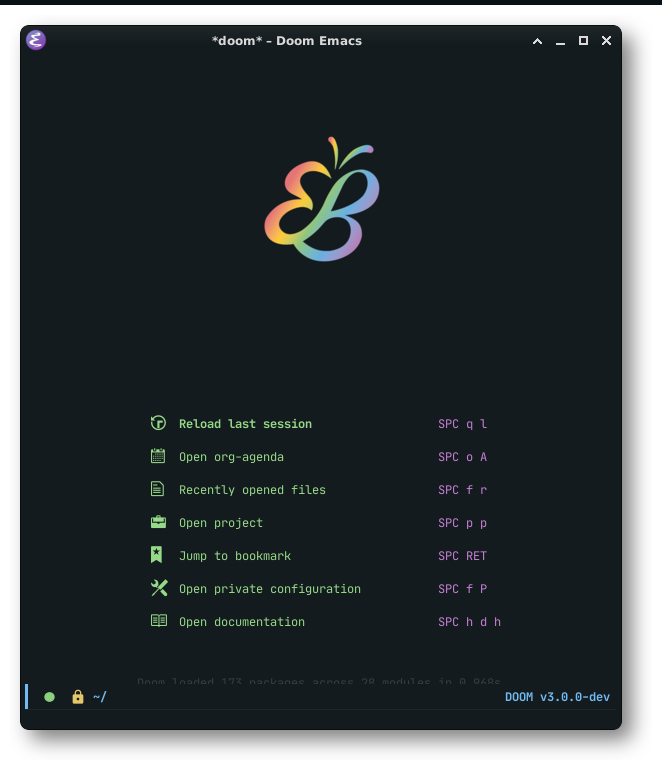 *doom* – Doom Emacs
Reload last session SPC q l
Open org-agenda SPC o A
Recently opened files SPC f r
Open project SPC p p
Jump to bookmark SPC RET
Open private configuration SPC f P
Open documentation SPC h d h
Doom loaded 173 packages across 28 modules in 0.968s
~/ DOOM v3.0.0-dev